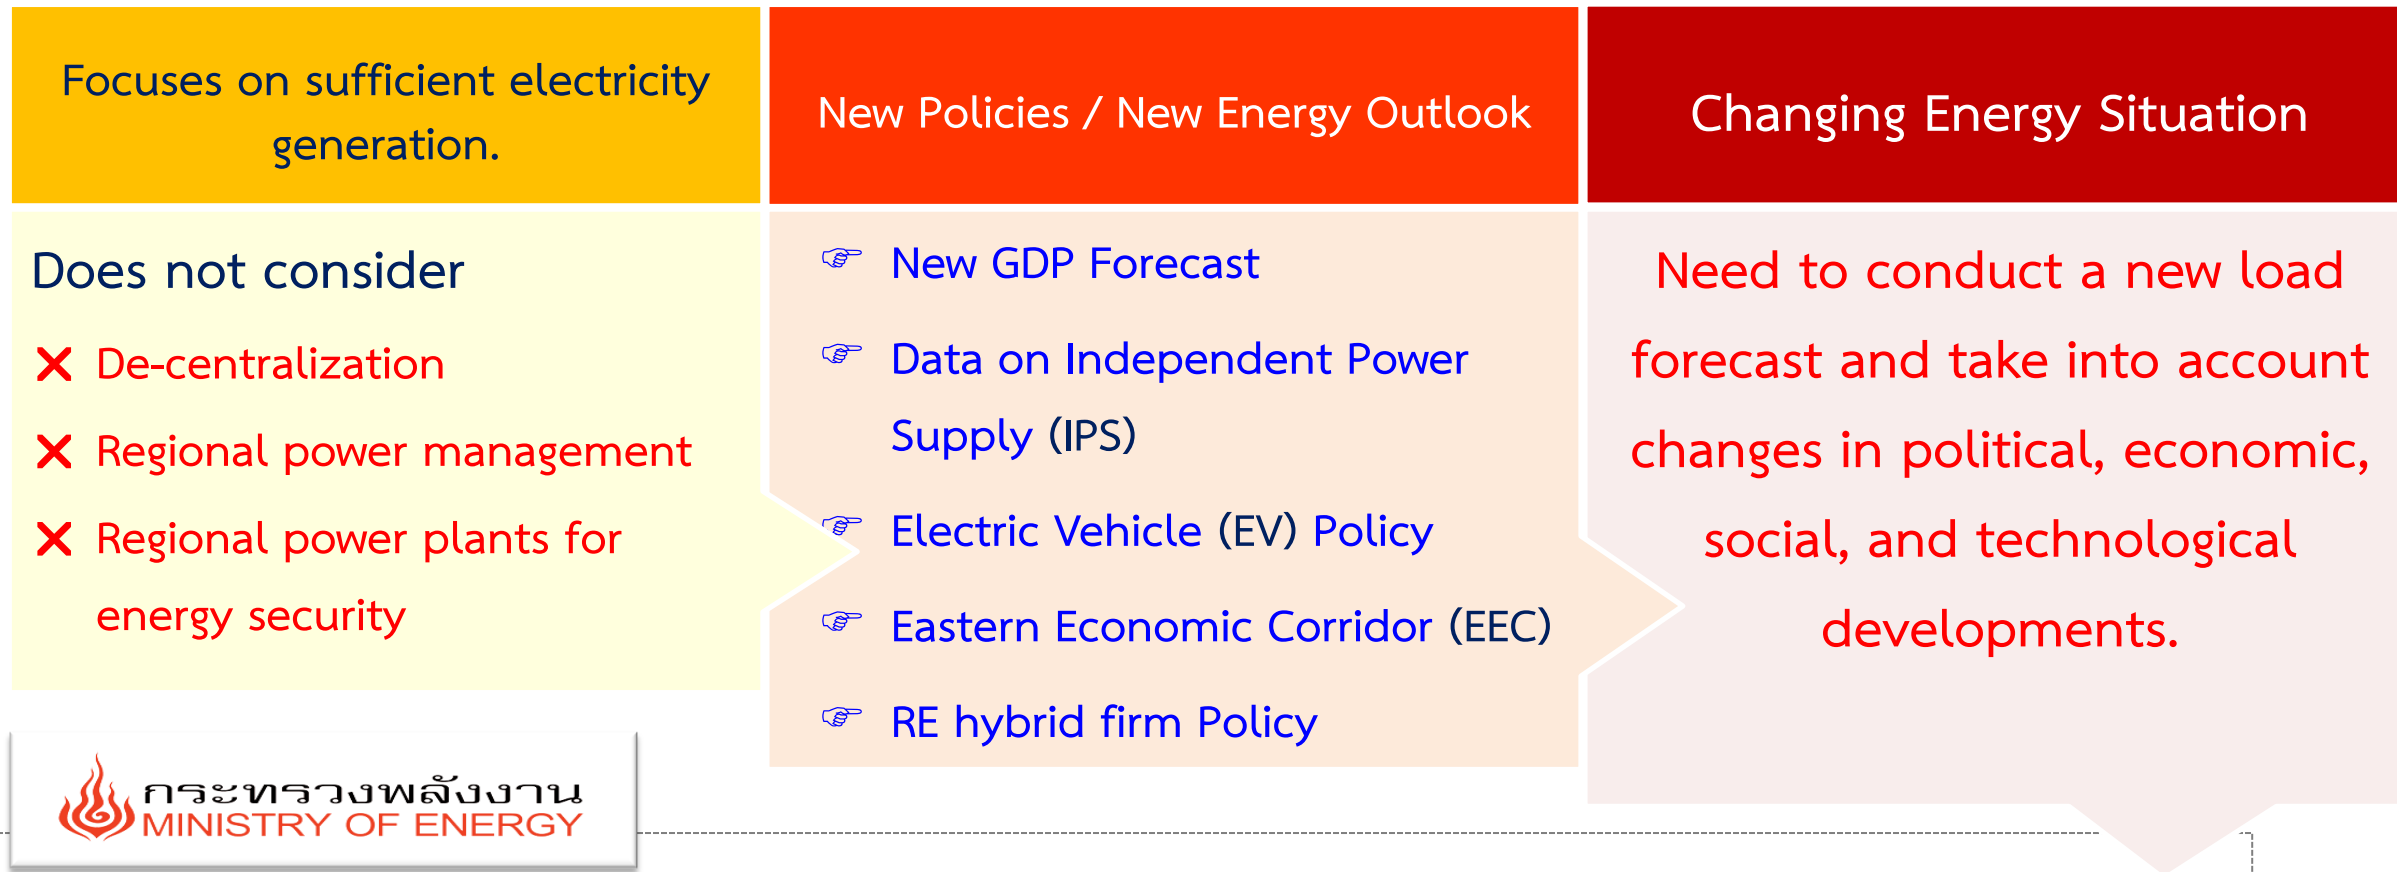 Focuses on sufficient electricity
generation.
Does not consider
❌ De-centralization
❌ Regional power management
❌ Regional power plants for
energy security
New Policies / New Energy Outlook
☞ New GDP Forecast
☞ Data on Independent Power
Supply (IPS)
☞ Electric Vehicle (EV) Policy
☞ Eastern Economic Corridor (EEC)
☞ RE hybrid firm Policy
Changing Energy Situation
Need to conduct a new load
forecast and take into account
changes in political, economic,
social, and technological
developments.
กระทรวงพลังงาน
MINISTRY OF ENERGY